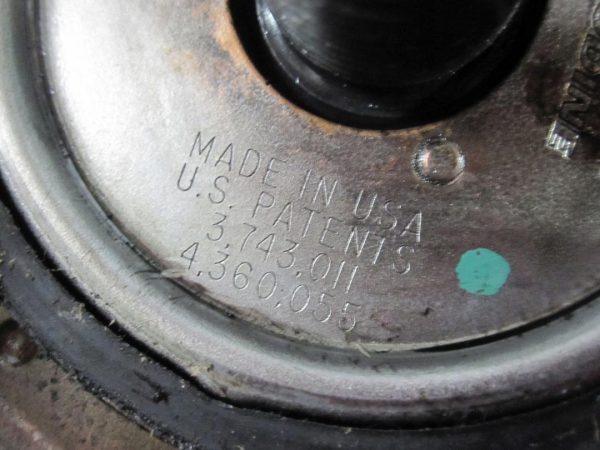 MADE IN USA
U.S. PATENTS
3,743,011
4,360,055